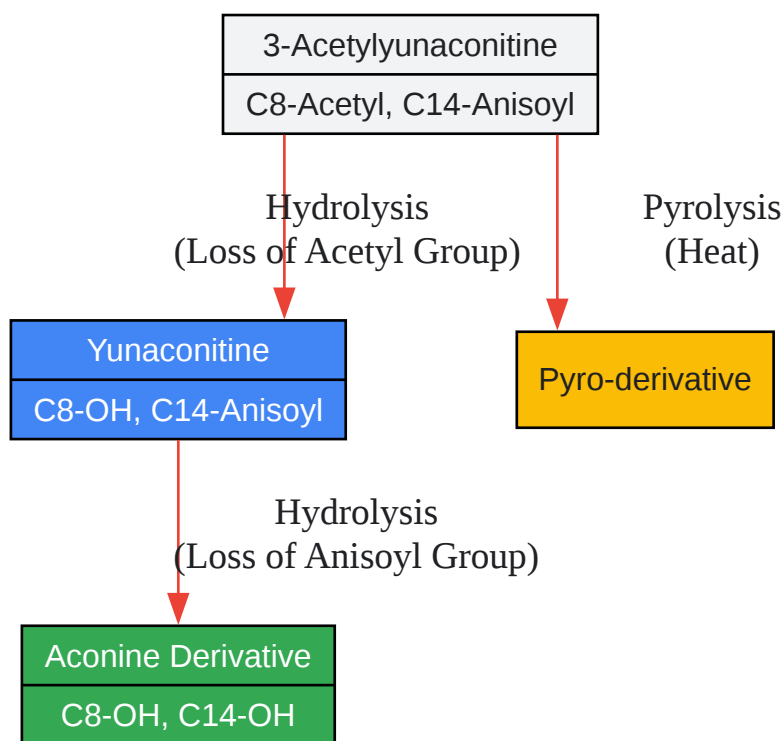 3-Acetylyunaconitine
C8-Acetyl, C14-Anisoyl
Hydrolysis
(Loss of Acetyl Group)
Pyrolysis
(Heat)
Yunaconitine
C8-OH, C14-Anisoyl
Pyro-derivative
Hydrolysis
(Loss of Anisoyl Group)
Aconine Derivative
C8-OH, C14-OH